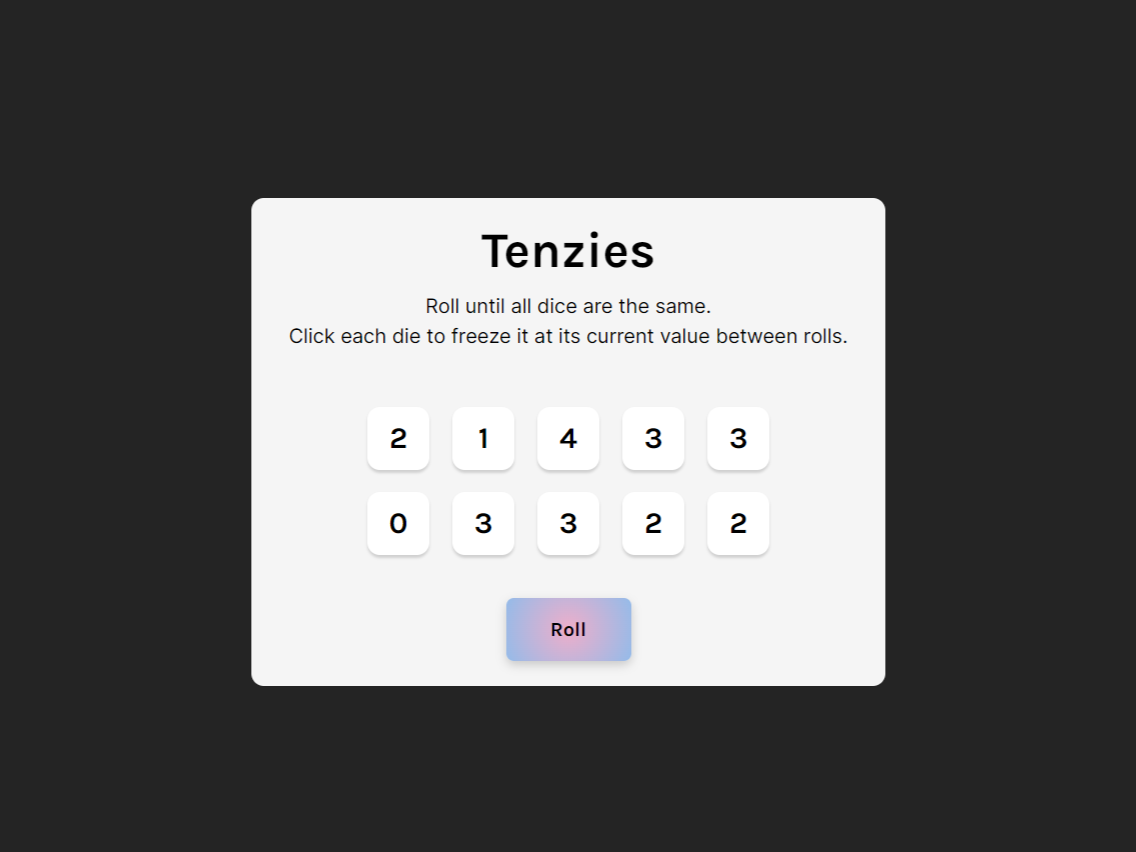 Tenzies
Roll until all dice are the same.
Click each die to freeze it at its current value between rolls.
2 1 4 3 3
0 3 3 2 2
Roll